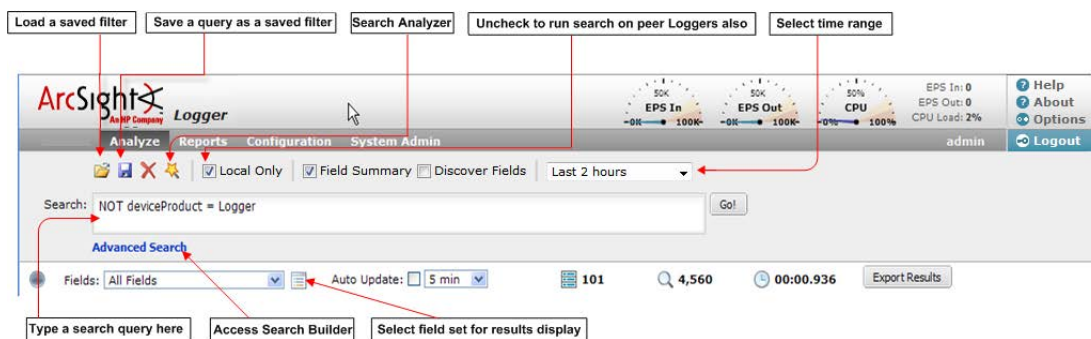 Load a saved filter
Save a query as a saved filter
Search Analyzer
Uncheck to run search on peer Loggers also
Select time range
ArcSight
An HP Company
Logger
50K
EPS In
0K 100K
50K
EPS Out
0K 100K
50%
CPU
0% 100%
EPS In: 0
EPS Out: 0
CPU Load: 2%
Help
About
Options
Analyze Reports Configuration System Admin
admin
Logout
Local Only
Field Summary
Discover Fields
Last 2 hours
Search:
NOT deviceProduct = Logger
Go!
Advanced Search
Fields: All Fields
Auto Update: 5 min
101
4,560
00:00.936
Export Results
Type a search query here
Access Search Builder
Select field set for results display